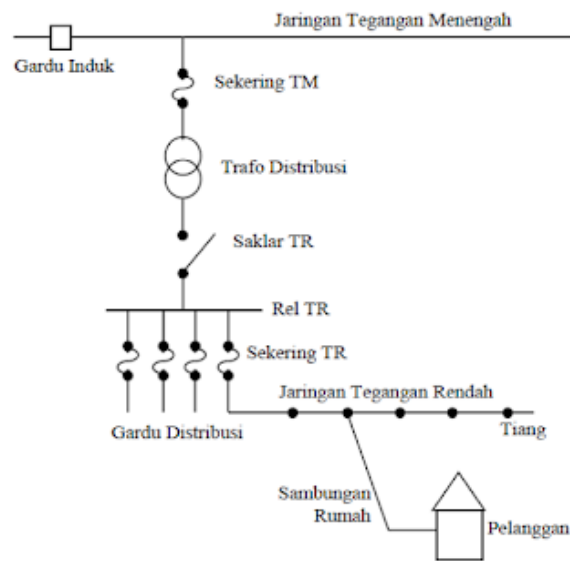 Jaringan Tegangan Menengah
Gardu Induk
Sekering TM
Trafo Distribusi
Saklar TR
Rel TR
Sekering TR
Jaringan Tegangan Rendah
Gardu Distribusi
Tiang
Sambungan
Rumah
Pelanggan